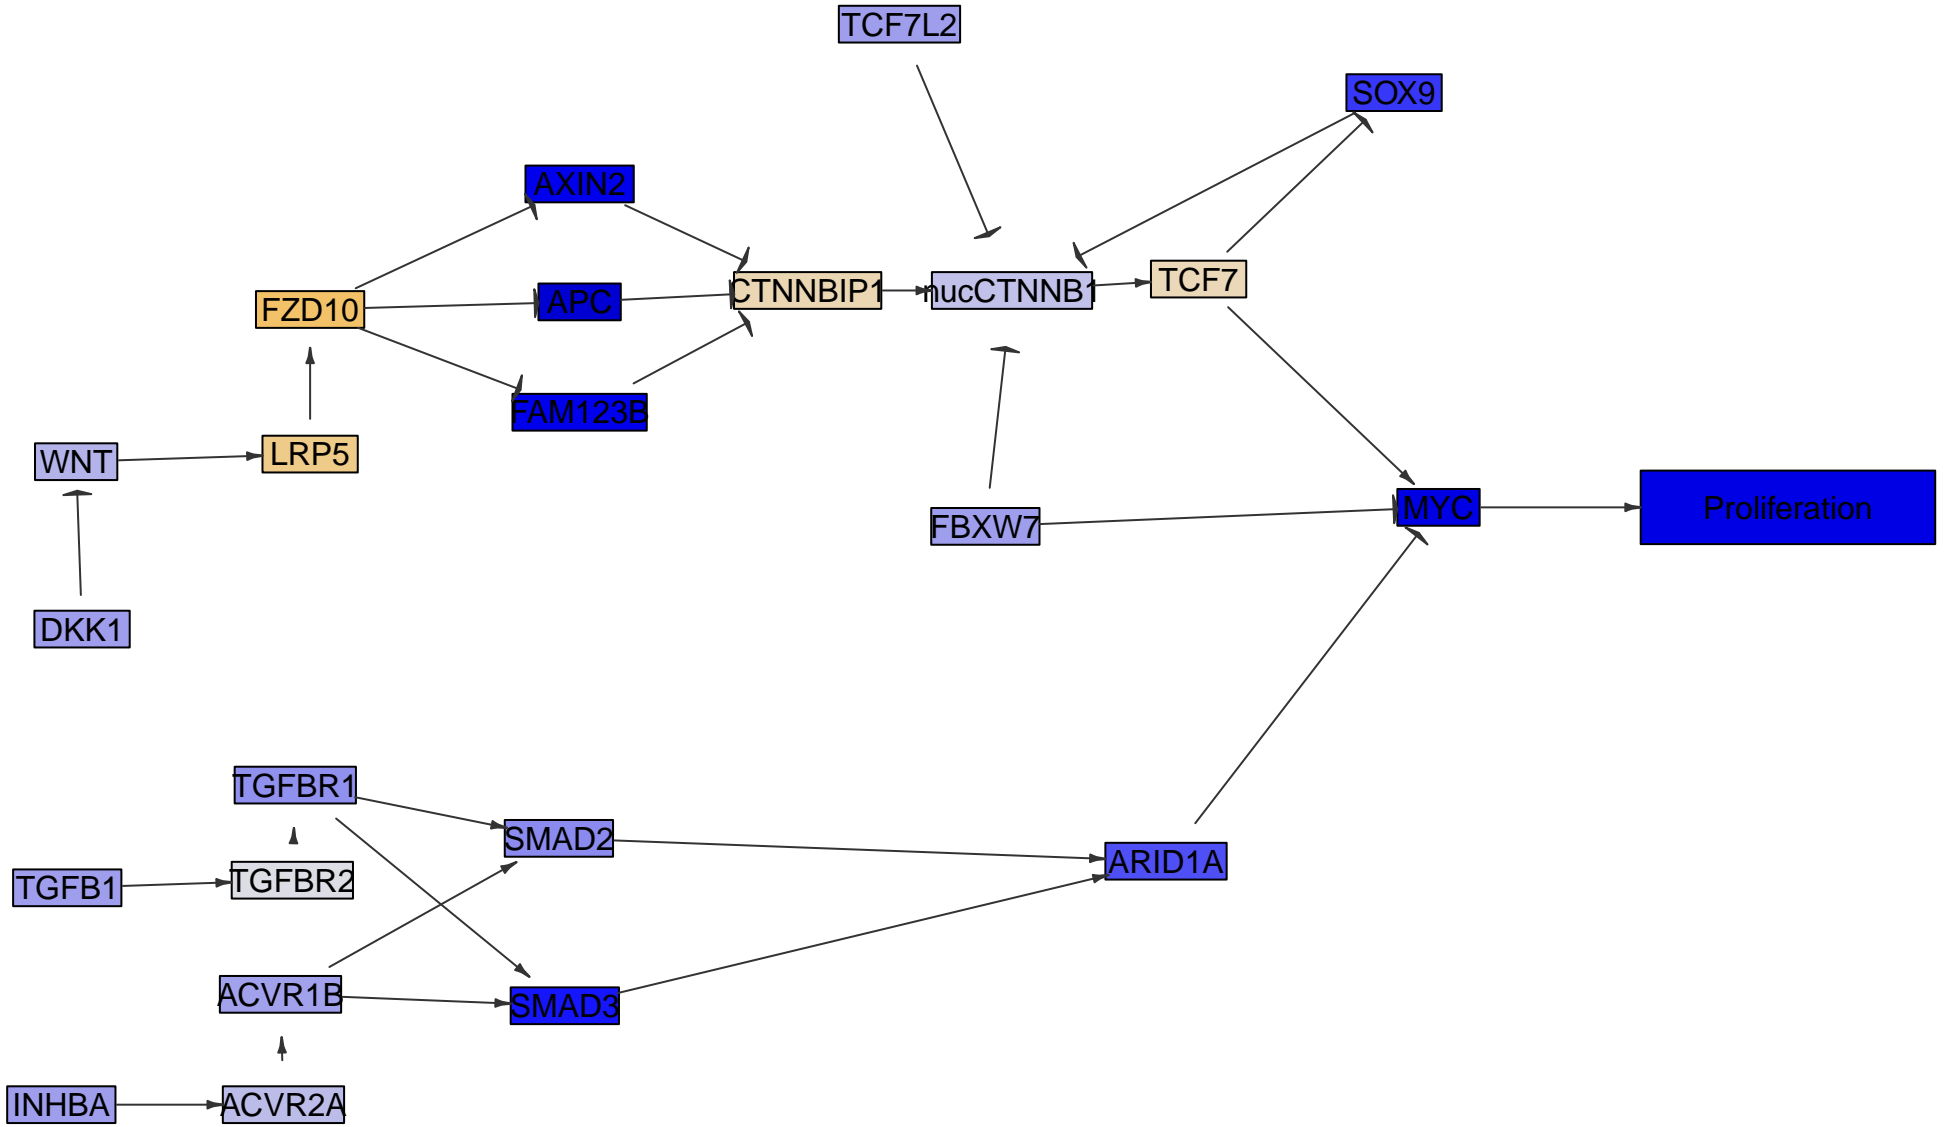 TCF7L2
SOX9
AXIN2
FZD10
APC
CTNNBIP1
nucCTNNB1
TCF7
FAM123B
WNT
LRP5
FBXW7
MYC
Proliferation
DKK1
TGFBR1
SMAD2
ARID1A
TGFB1
TGFBR2
ACVR1B
SMAD3
INHBA
ACVR2A